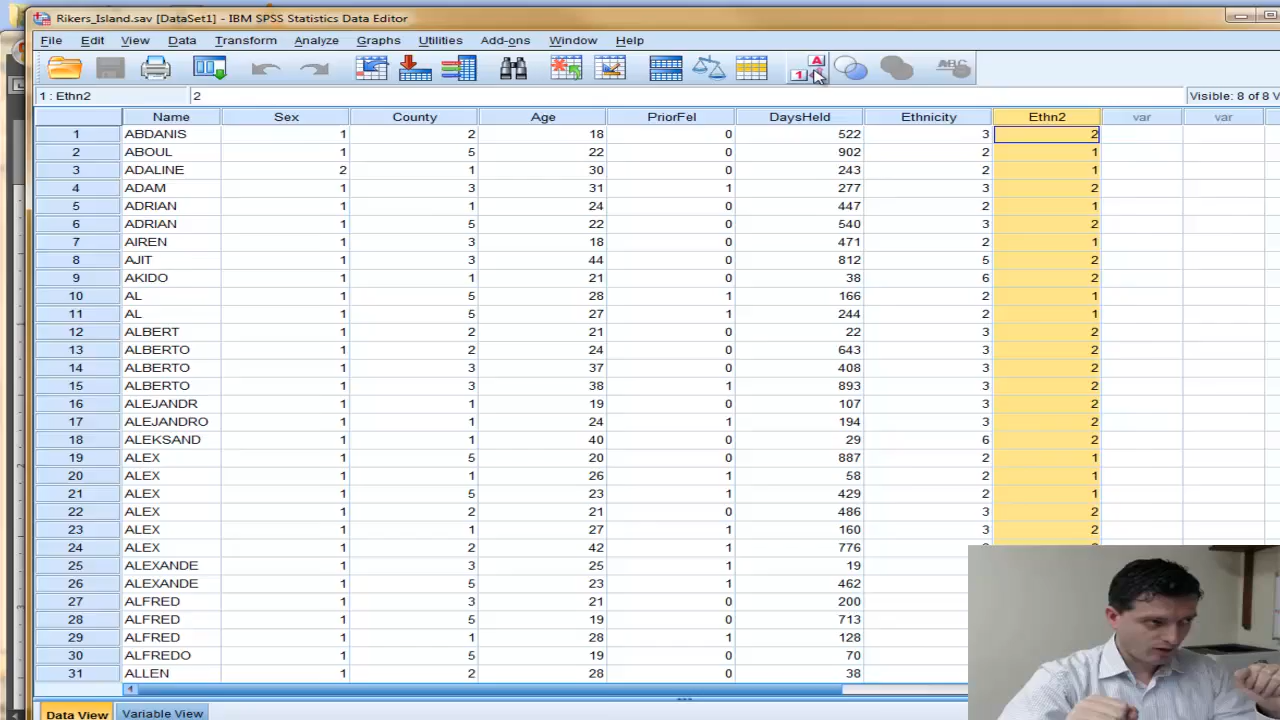 Rikers_Island.sav [DataSet1] - IBM SPSS Statistics Data Editor
File Edit View Data Transform Analyze Graphs Utilities Add-ons Window Help
1 A
ABC
1 : Ethn2 2 Visible: 8 of 8 V
Name Sex County Age PriorFel DaysHeld Ethnicity Ethn2 var var
1 ABDANIS 1 2 18 0 522 3 2
2 ABOUL 1 5 22 0 902 2 1
3 ADALINE 2 1 30 0 243 2 1
4 ADAM 1 3 31 1 277 3 2
5 ADRIAN 1 1 24 0 447 2 1
6 ADRIAN 1 5 22 0 540 3 2
7 AIREN 1 3 18 0 471 2 1
8 AJIT 1 3 44 0 812 5 2
9 AKIDO 1 1 21 0 38 6 2
10 AL 1 5 28 1 166 2 1
11 AL 1 5 27 1 244 2 1
12 ALBERT 1 2 21 0 22 3 2
13 ALBERTO 1 2 24 0 643 3 2
14 ALBERTO 1 3 37 0 408 3 2
15 ALBERTO 1 3 38 1 893 3 2
16 ALEJANDR 1 1 19 0 107 3 2
17 ALEJANDRO 1 1 24 1 194 3 2
18 ALEKSAND 1 1 40 0 29 6 2
19 ALEX 1 5 20 0 887 2 1
20 ALEX 1 1 26 1 58 2 1
21 ALEX 1 5 23 1 429 2 1
22 ALEX 1 2 21 0 486 3 2
23 ALEX 1 1 27 1 160 3 2
24 ALEX 1 2 42 1 776
25 ALEXANDE 1 3 25 1 19
26 ALEXANDE 1 5 23 1 462
27 ALFRED 1 3 21 0 200
28 ALFRED 1 5 19 0 713
29 ALFRED 1 1 28 1 128
30 ALFREDO 1 5 19 0 70
31 ALLEN 1 2 28 0 38
Data View Variable View